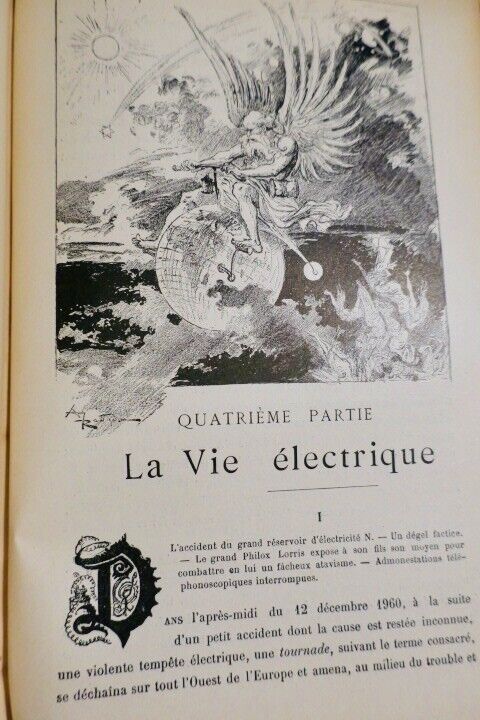 QUATRIÈME PARTIE
La Vie électrique
I
L'accident du grand réservoir d'électricité N. — Un dégel factice.
— Le grand Philox Lorris expose à son fils son moyen pour
combattre en lui un fâcheux atavisme. — Admonestations télé-
phonoscopiques interrompues.
DANS l'après-midi du 12 décembre 1960, à la suite
d'un petit accident dont la cause est restée inconnue,
une violente tempête électrique, une tournade, suivant le terme consacré,
se déchaîna sur tout l'Ouest de l'Europe et amena, au milieu du trouble et